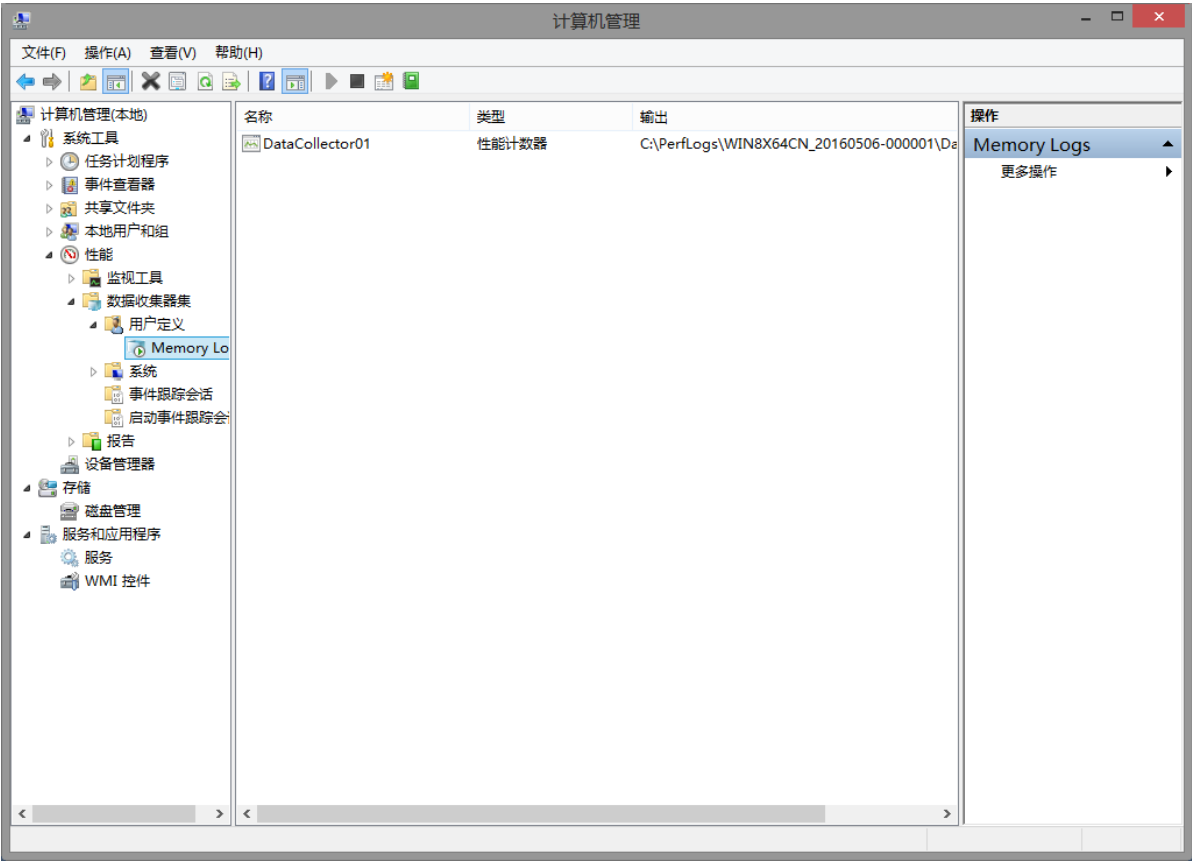 计算机管理
文件(F) 操作(A) 查看(V) 帮助(H)
计算机管理(本地)
系统工具
任务计划程序
事件查看器
共享文件夹
本地用户和组
性能
监视工具
数据收集器集
用户定义
Memory Lo
系统
事件跟踪会话
启动事件跟踪会
报告
设备管理器
存储
磁盘管理
服务和应用程序
服务
WMI 控件
名称 类型 输出
DataCollector01 性能计数器 C:\PerfLogs\WIN8X64CN_20160506-000001\Da
操作
Memory Logs
更多操作